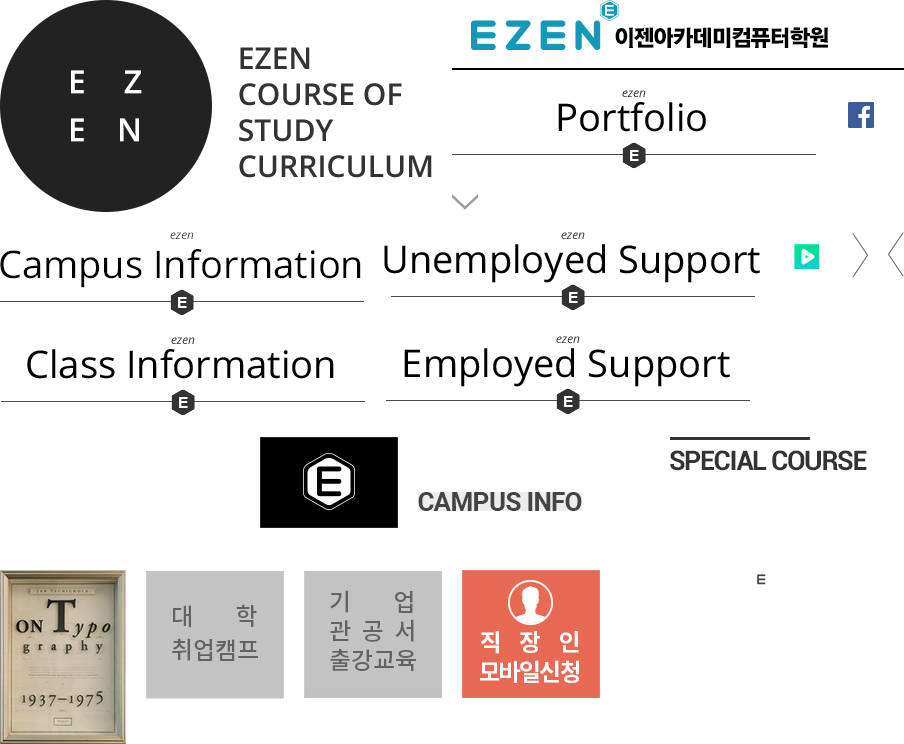 E Z
E N
EZEN
COURSE OF
STUDY
CURRICULUM
E
EZEN 이젠아카데미컴퓨터학원
ezen
Portfolio
E
ezen
Campus Information
E
ezen
Unemployed Support
E
ezen
Class Information
E
ezen
Employed Support
E
E
CAMPUS INFO
SPECIAL COURSE
JAN TSCHICHOLD
ON Typo
graphy
1937–1975
대 학
취업캠프
기 업
관 공 서
출강교육
직 장 인
모바일신청
E